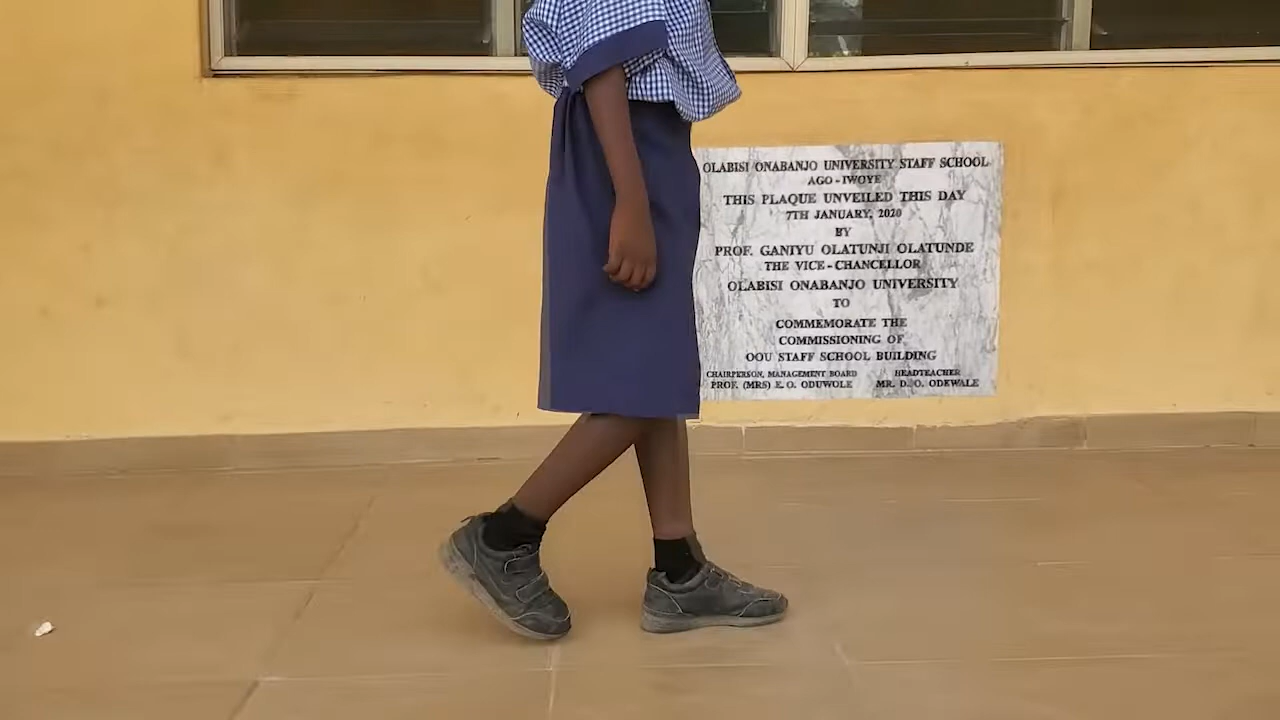 OLABISI ONABANJO UNIVERSITY STAFF SCHOOL
AGO-IWOYE
THIS PLAQUE UNVEILED THIS DAY
7TH JANUARY, 2020
BY
PROF. GANIYU OLATUNJI OLATUNDE
THE VICE-CHANCELLOR
OLABISI ONABANJO UNIVERSITY
TO
COMMEMORATE THE
COMMISSIONING OF
OOU STAFF SCHOOL BUILDING
CHAIRPERSON, MANAGEMENT BOARD HEADTEACHER
PROF. (MRS) E. O. ODUWOLE MR. D. O. ODEWALE